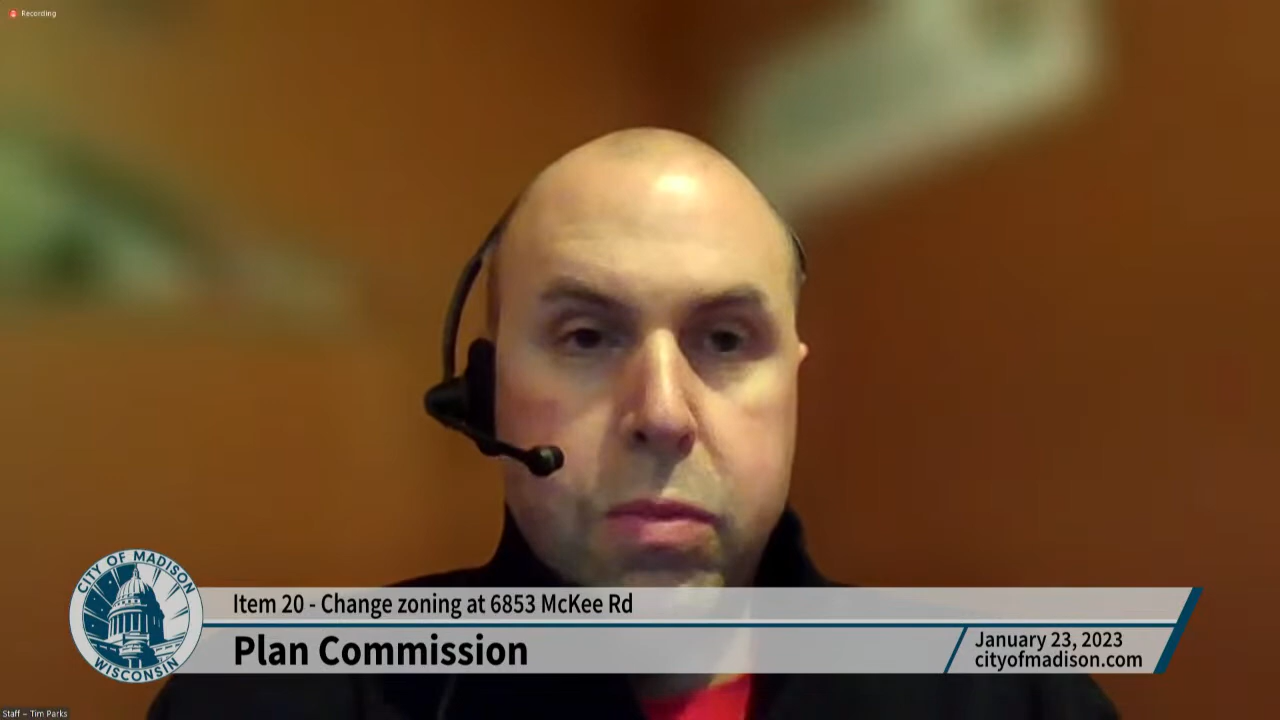 Recording
CITY OF MADISON
WISCONSIN
Item 20 - Change zoning at 6853 McKee Rd
Plan Commission
January 23, 2023
cityofmadison.com
Staff – Tim Parks